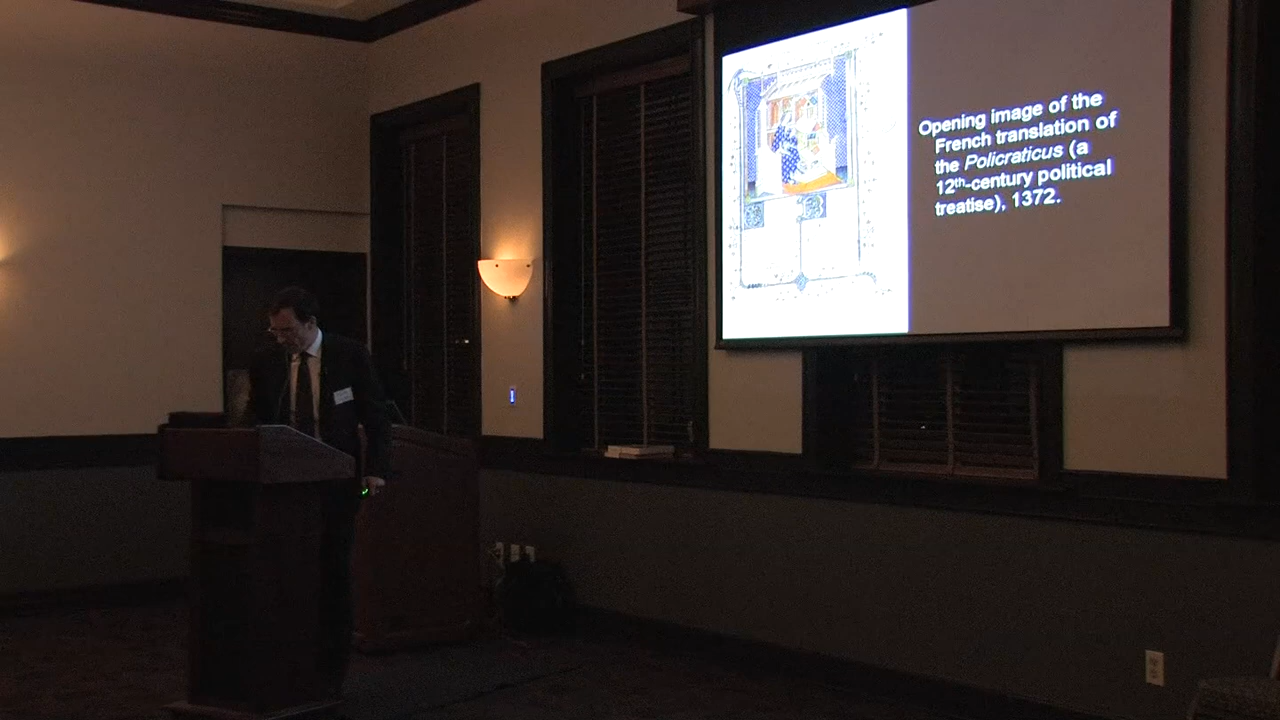 Opening image of the
French translation of
the Policraticus (a
12th-century political
treatise), 1372.